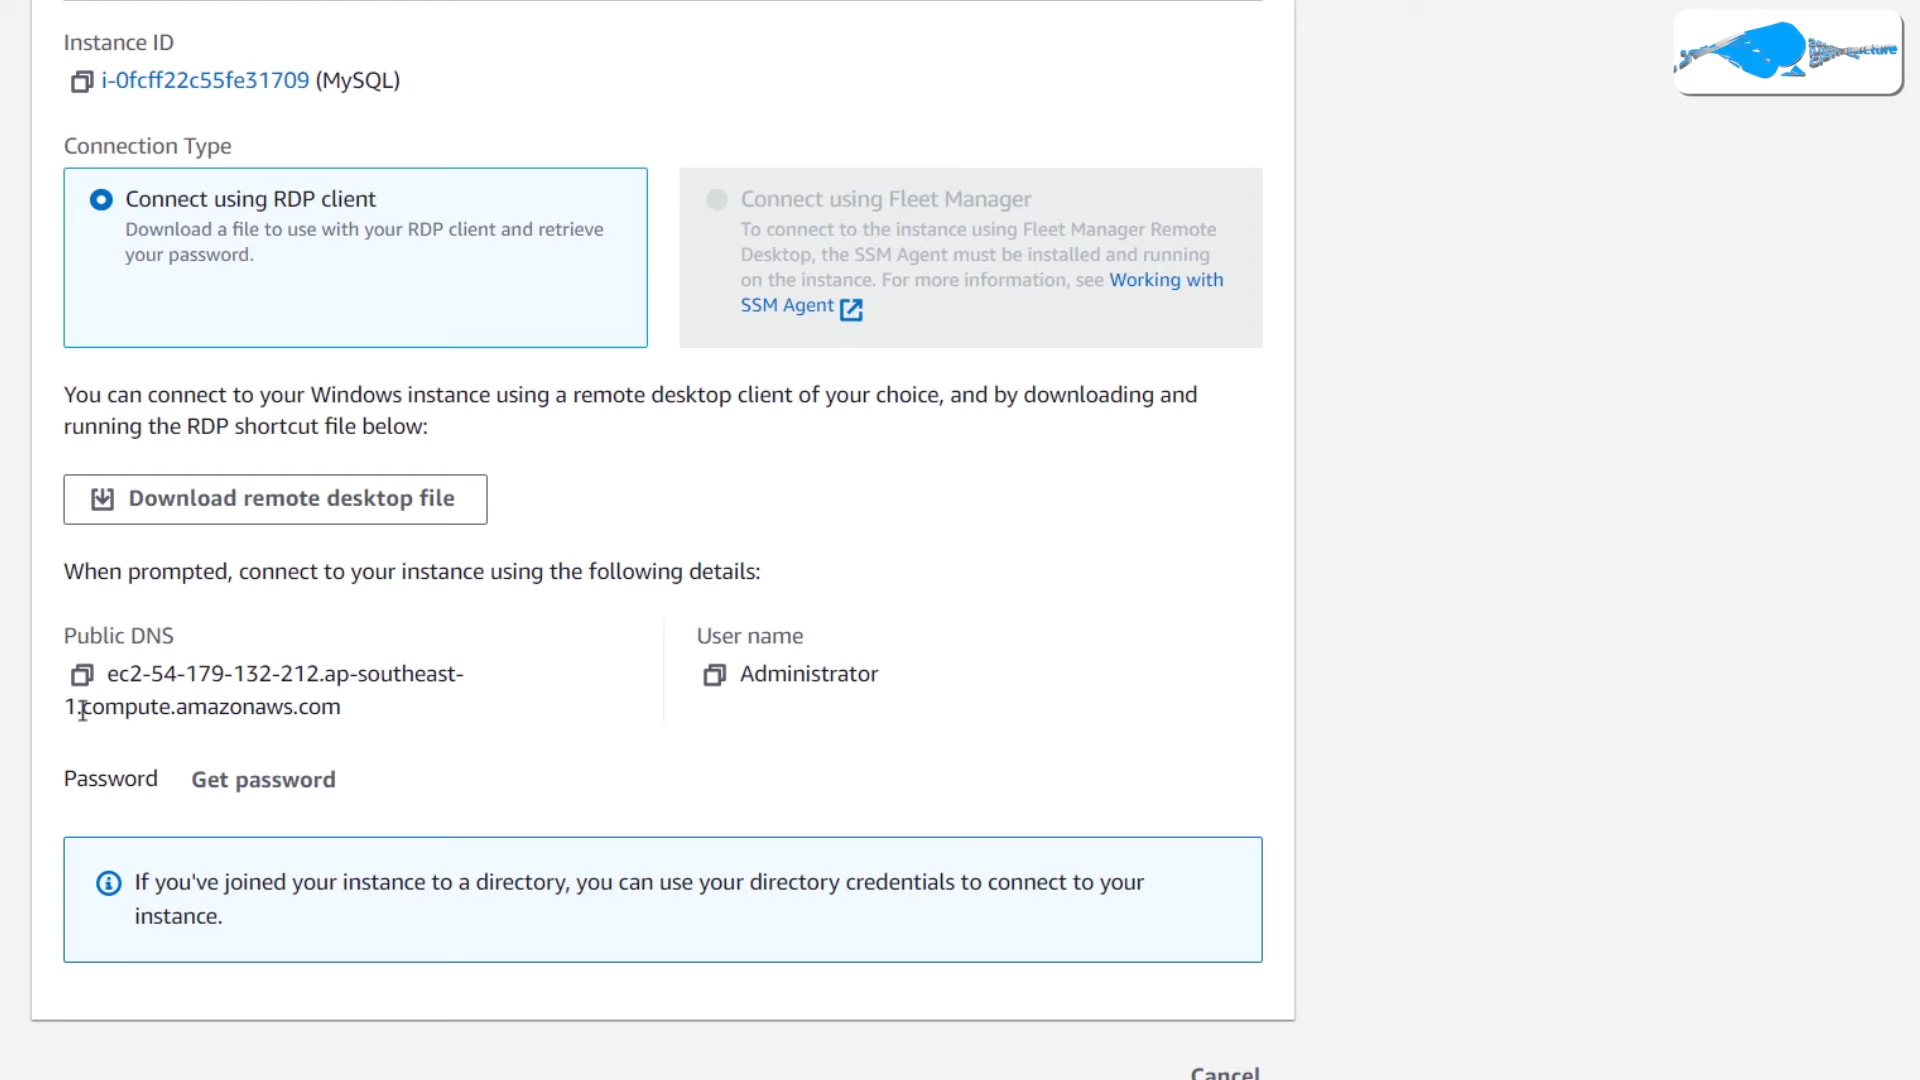 Instance ID
i-0fcff22c55fe31709 (MySQL)
Connection Type
Connect using RDP client
Download a file to use with your RDP client and retrieve
your password.
Connect using Fleet Manager
To connect to the instance using Fleet Manager Remote
Desktop, the SSM Agent must be installed and running
on the instance. For more information, see Working with
SSM Agent
You can connect to your Windows instance using a remote desktop client of your choice, and by downloading and
running the RDP shortcut file below:
Download remote desktop file
When prompted, connect to your instance using the following details:
Public DNS
ec2-54-179-132-212.ap-southeast-
1.compute.amazonaws.com
User name
Administrator
Password
Get password
If you've joined your instance to a directory, you can use your directory credentials to connect to your
instance.
Cancel